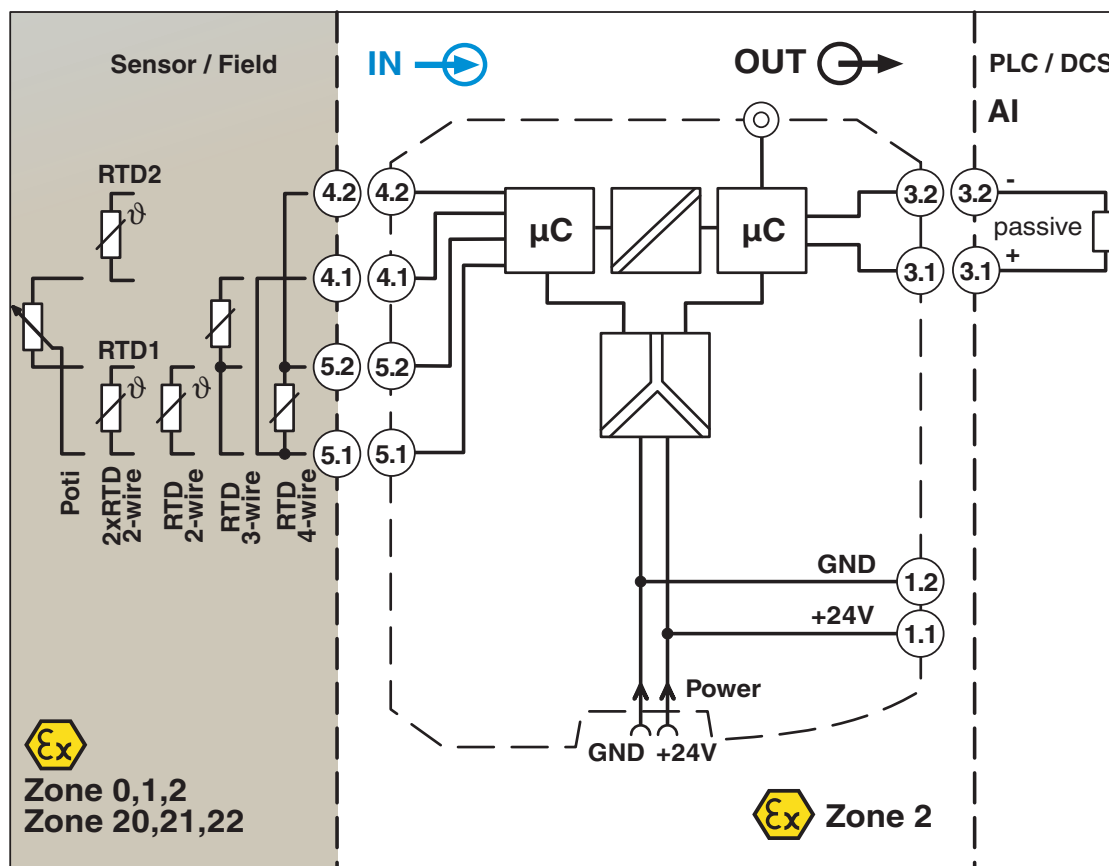 Sensor / Field
IN
OUT
PLC / DCS
AI
RTD2
ϑ
4.2
4.2
µC
µC
3.2
3.2
-
passive
4.1
4.1
3.1
3.1
+
RTD1
ϑ
ϑ
5.2
5.2
5.1
5.1
Poti
2xRTD
2-wire
RTD
2-wire
RTD
3-wire
RTD
4-wire
GND
1.2
+24V
1.1
Power
GND
+24V
Ex
Zone 0,1,2
Zone 20,21,22
Ex
Zone 2